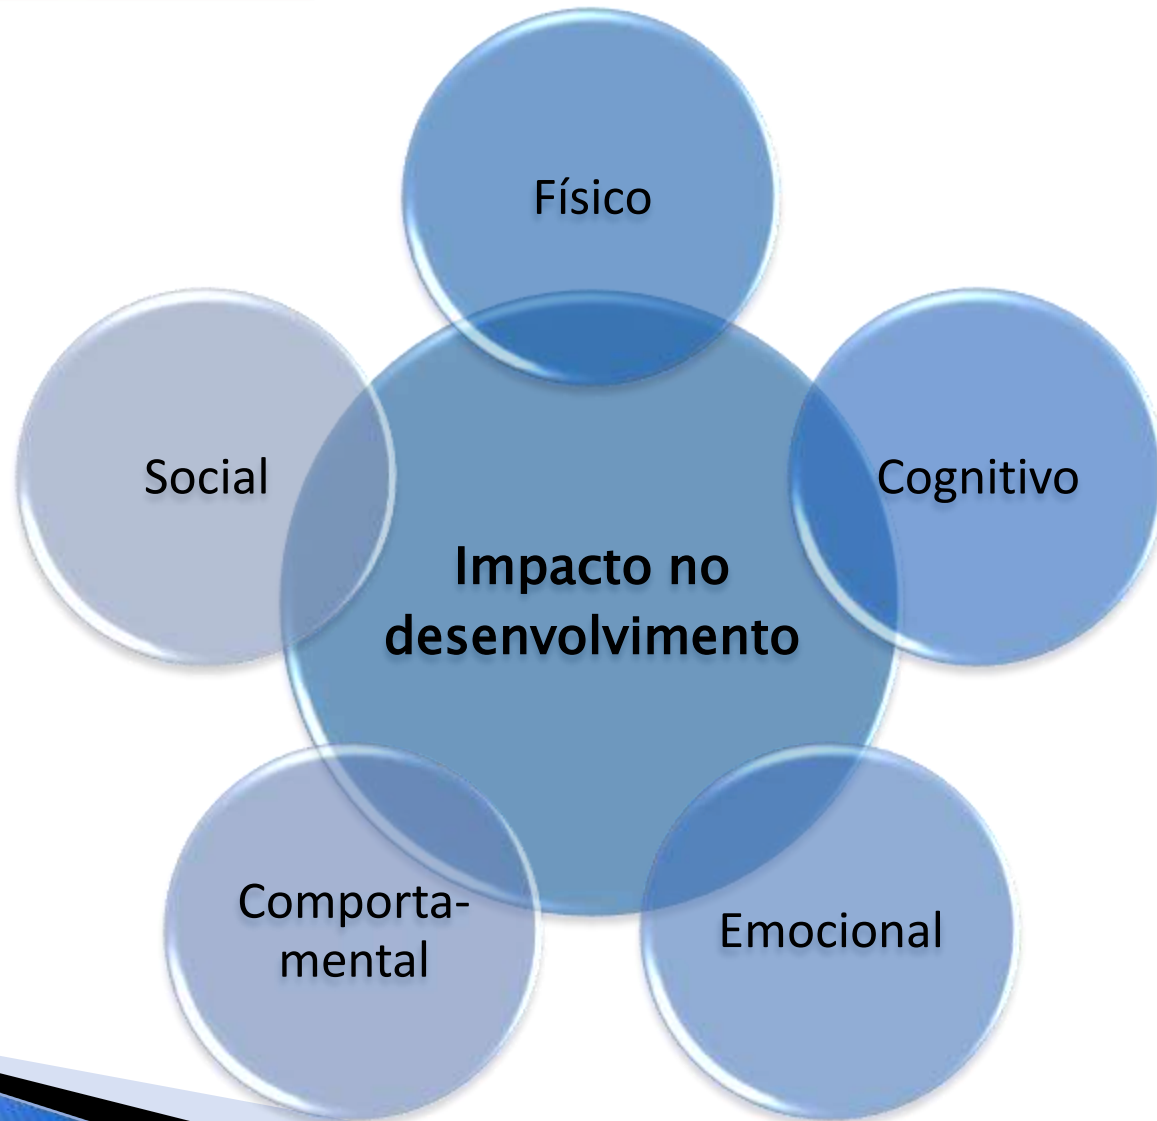 Físico
Social
Cognitivo
Impacto no
desenvolvimento
Comporta-
mental
Emocional